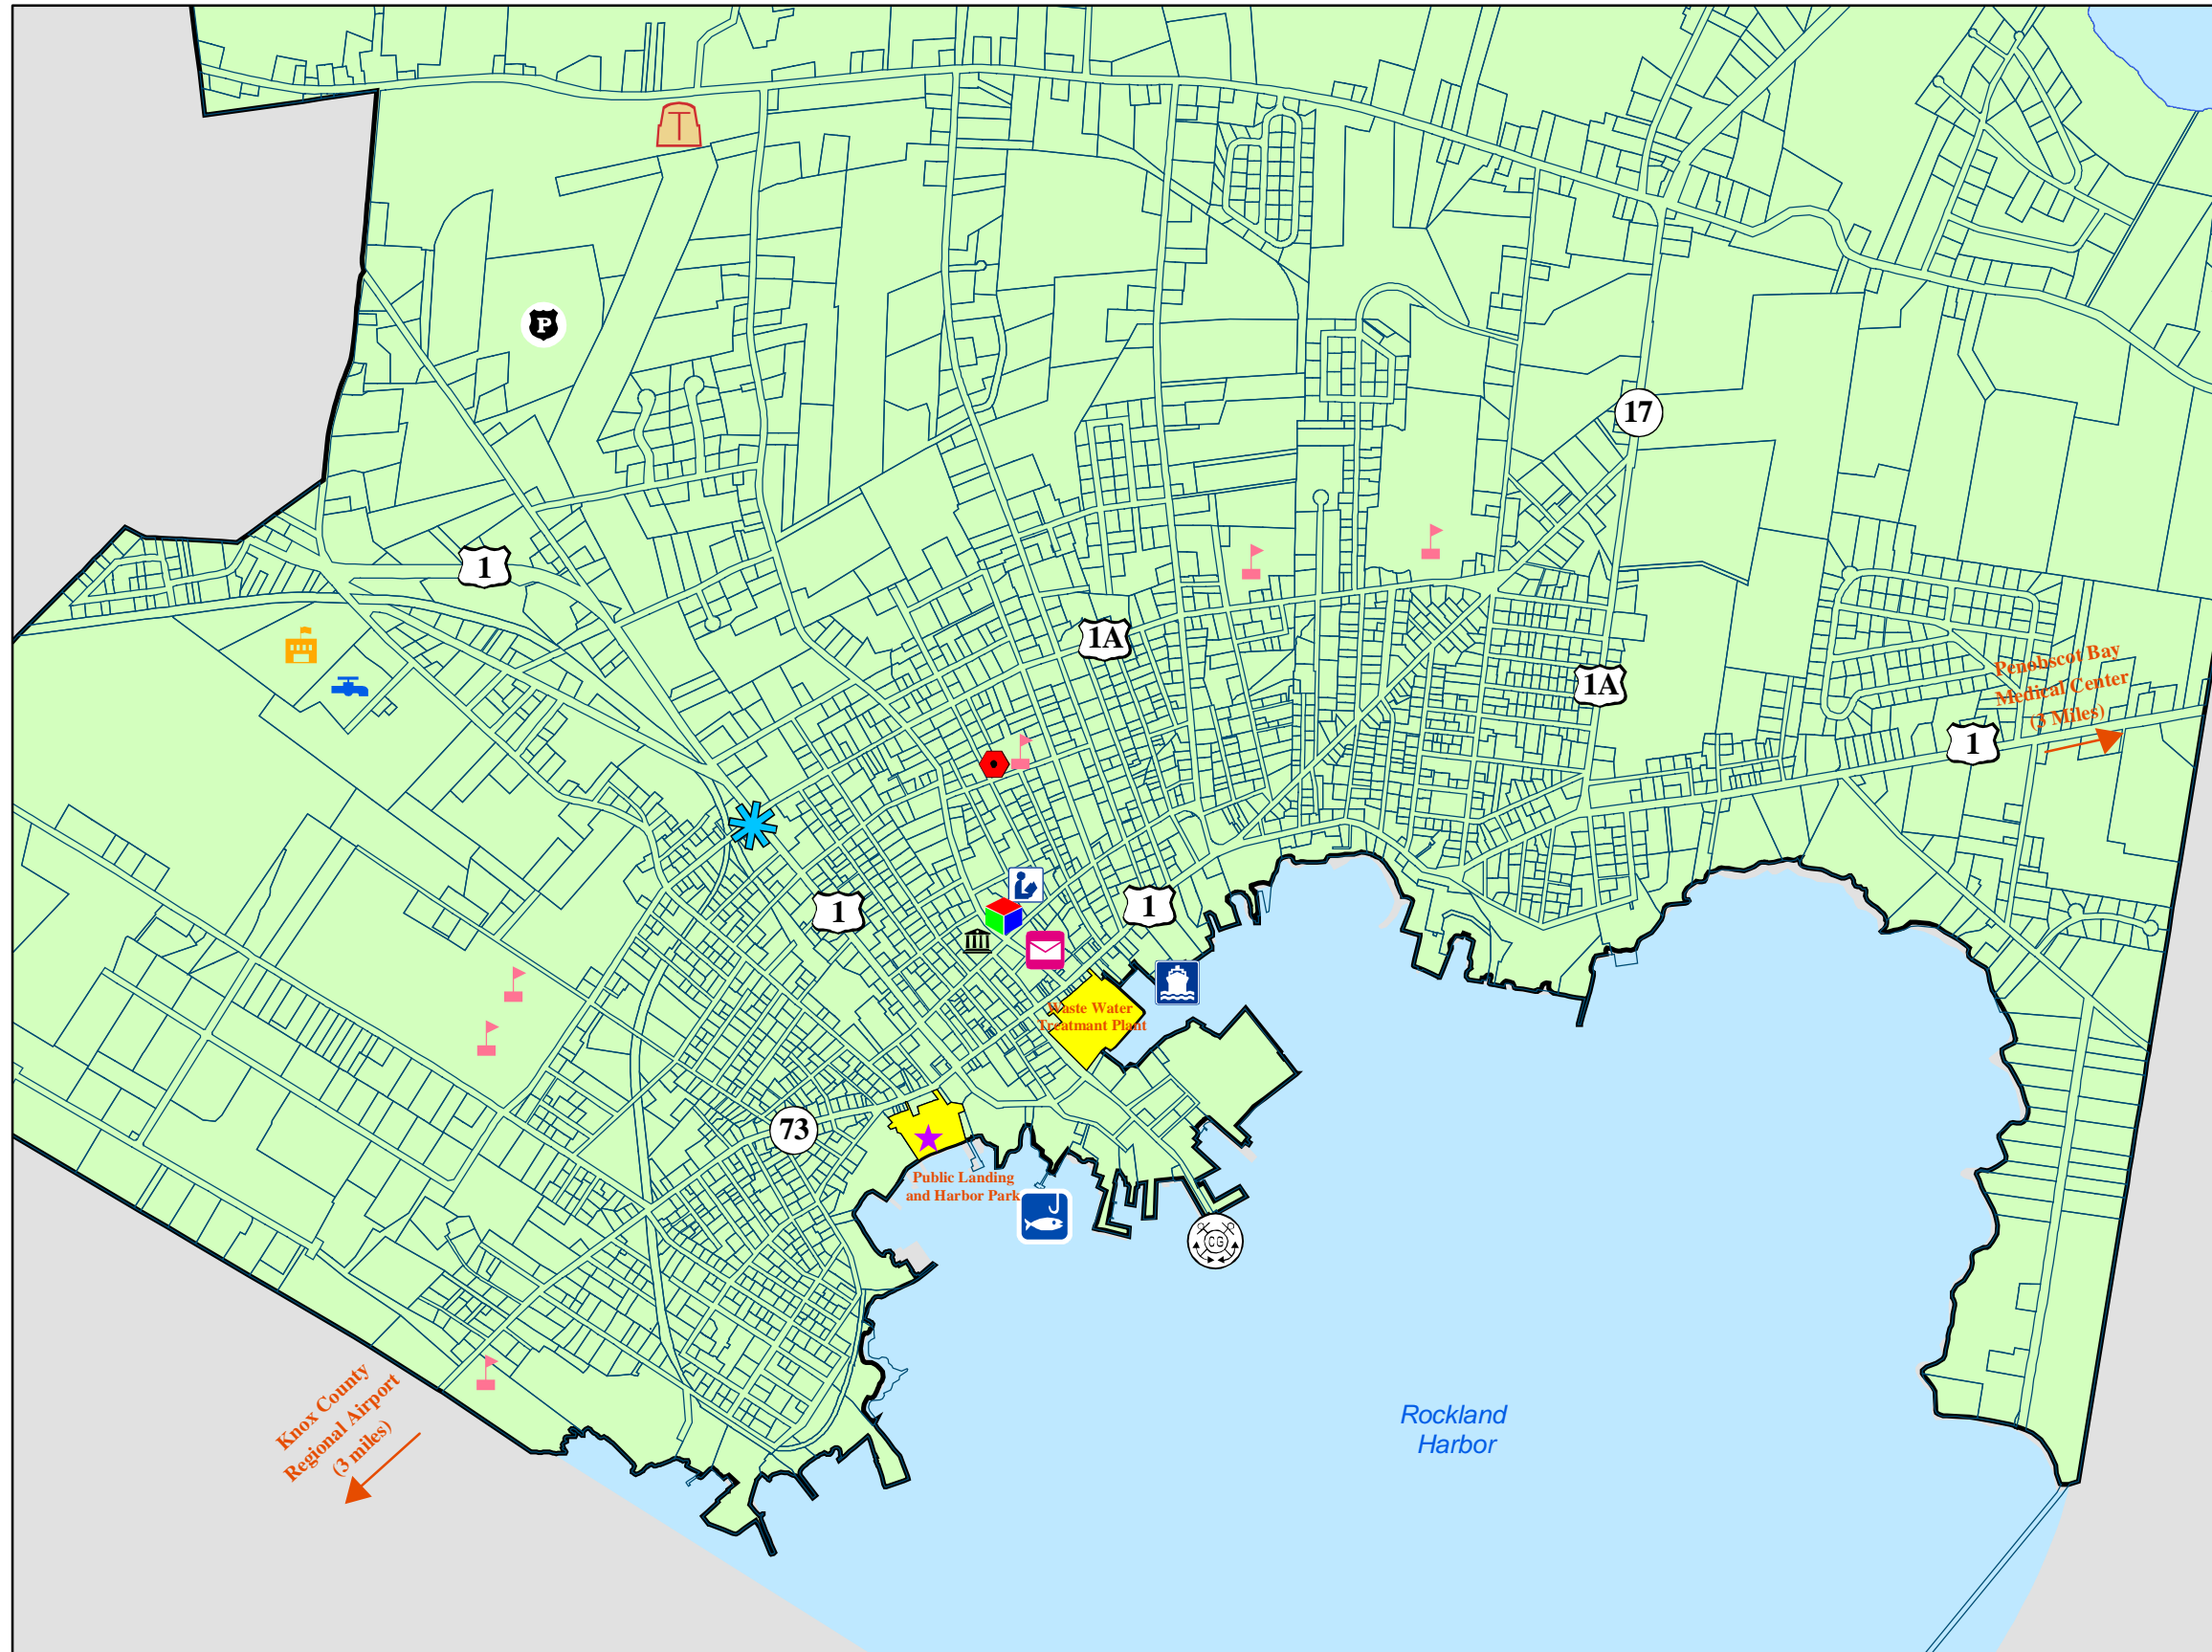 T
P
17
1
1A
1A
Penobscot Bay
Medical Center
(3 Miles)
1
1
1
Waste Water
Treatmant Plant
73
Public Landing
and Harbor Park
CG
Knox County
Regional Airport
(3 miles)
Rockland
Harbor